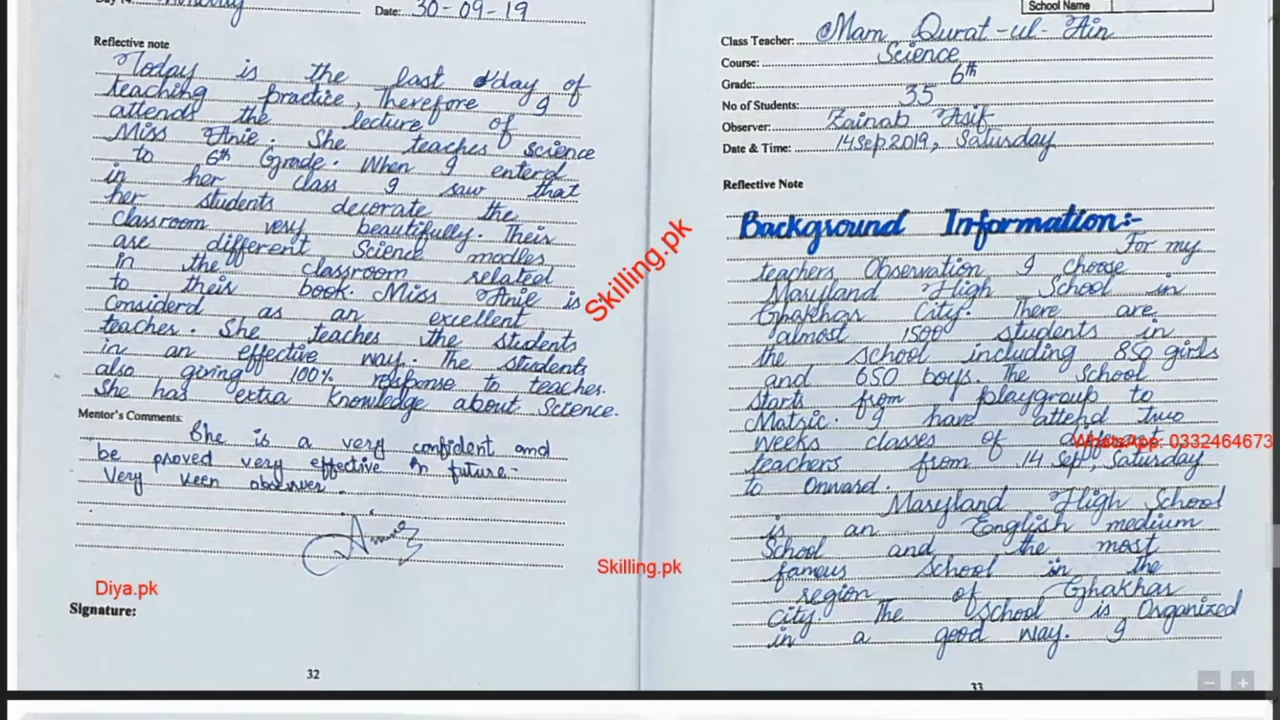 Date: 30-09-19
Reflective note
Today is the last day of
teaching practice, Therefore I
attends the lecture of
Miss Anie. She teaches science
to 6th Grade. When I enterd
in her class I saw that
her students decorate the
Classroom very beautifully. Their
are different Science modles
in the classroom related
to their book. Miss Anie is
Considerd as an excellent
teacher. She teaches the students
in an effective way. The students
also giving 100% response to teacher.
She has extra knowledge about Science.
Mentor's Comments:
She is a very confident and
be proved very effective in future-
Very keen observer.
Diya.pk
Signature:
32
Skilling.pk
Skilling.pk
School Name
Class Teacher: Mam Qurat-ul-Ain
Course: Science
Grade: 6th
No of Students: 35
Observer: Zainab Asif
Date & Time: 14 Sep 2019, Saturday
Reflective Note
Background Information:-
For my
teachers Observation I choose
Maryland High School in
Ghakhar City. There are
almost 1500 students in
the school including 850 girls
and 650 boys. The School
starts from playgroup to
Matric. I have attend two
weeks classes of different
WhatsApp: 0332464673
teachers from 14 Sep, Saturday
to Onward.
Maryland High School
is an English medium
School and the most
famous school in the
region of Ghakhar
City. The School is Organized
in a good way. I
33